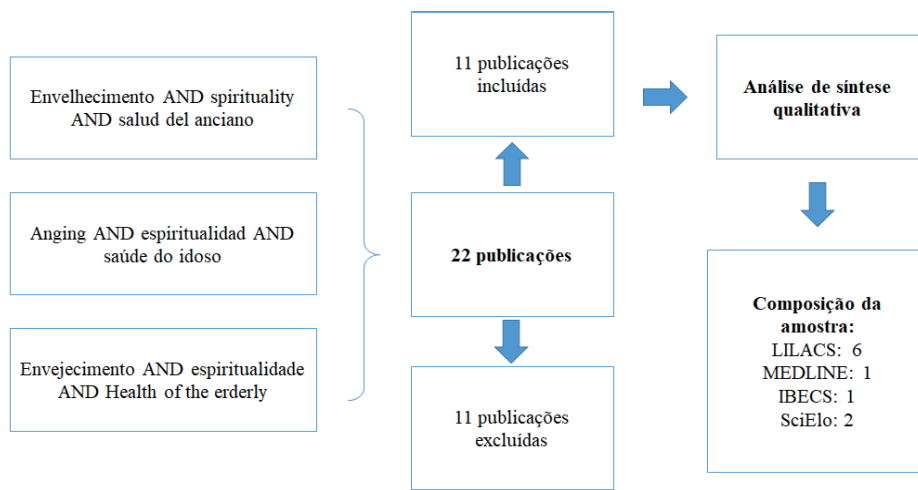 Envelhecimento AND spirituality
AND salud del anciano
Anging AND espiritualidad AND
saúde do idoso
Envejecimento AND espiritualidade
AND Health of the erderly
11 publicações
incluídas
22 publicações
11 publicações
excluídas
Análise de síntese
qualitativa
Composição da
amostra:
LILACS: 6
MEDLINE: 1
IBECS: 1
SciElo: 2